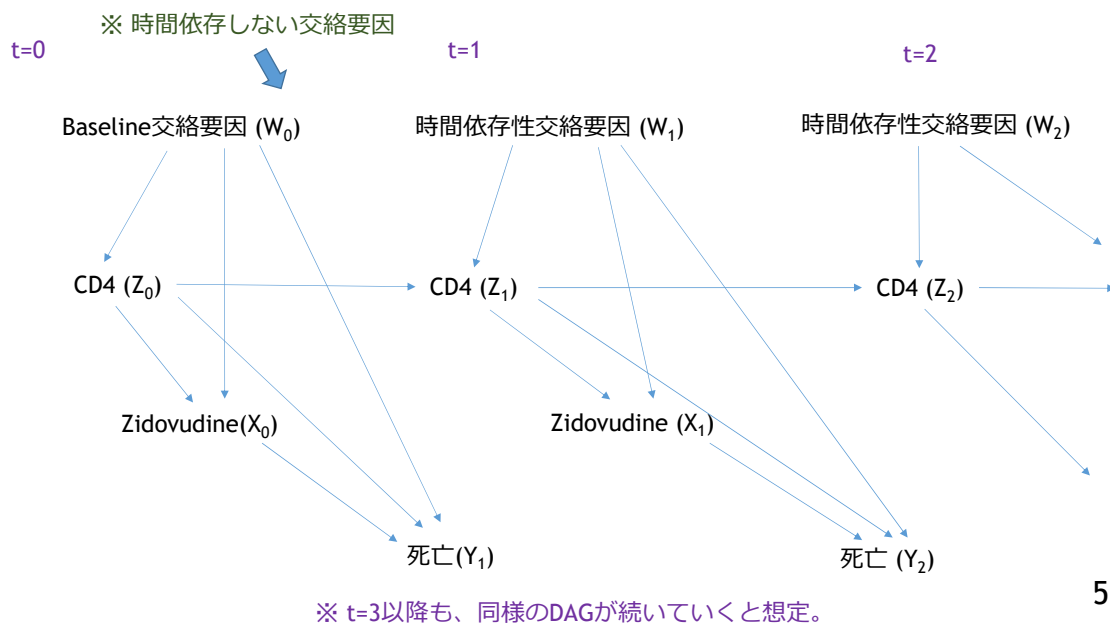 ※ 時間依存しない交絡要因
t=0
t=1
t=2
Baseline交絡要因 (W₀)
時間依存性交絡要因 (W₁)
時間依存性交絡要因 (W₂)
CD4 (Z₀)
CD4 (Z₁)
CD4 (Z₂)
Zidovudine(X₀)
Zidovudine (X₁)
死亡(Y₁)
死亡 (Y₂)
※ t=3以降も、同様のDAGが続いていくと想定。
5